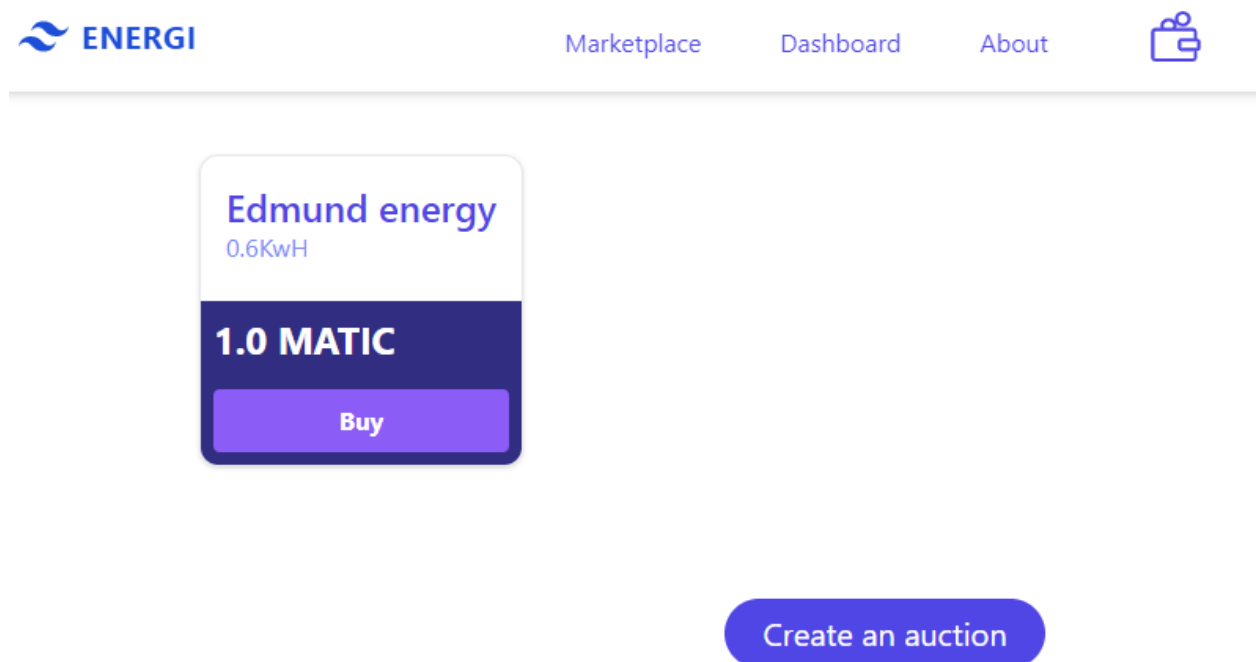 ENERGI
Marketplace
Dashboard
About
Edmund energy
0.6KwH
1.0 MATIC
Buy
Create an auction